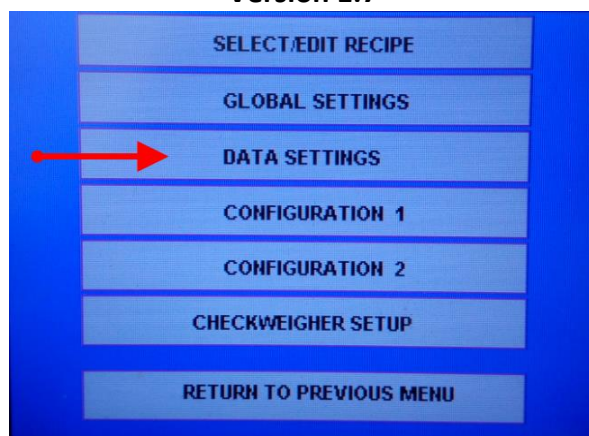 SELECT/EDIT RECIPE
GLOBAL SETTINGS
DATA SETTINGS
CONFIGURATION 1
CONFIGURATION 2
CHECKWEIGHER SETUP
RETURN TO PREVIOUS MENU